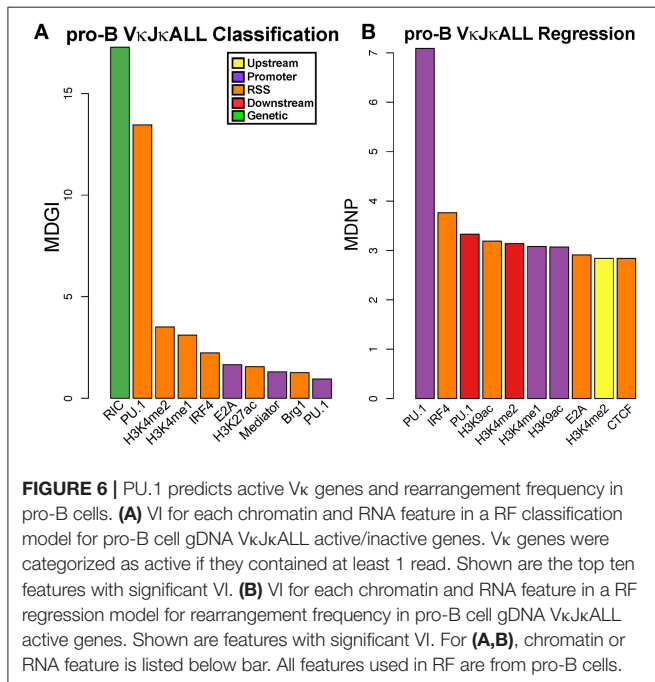 A pro-B VκJκALL Classification
15
10
5
0
MDGI
Upstream
Promoter
RSS
Downstream
Genetic
RIC
PU.1
H3K4me2
H3K4me1
IRF4
E2A
H3K27ac
Mediator
Brg1
PU.1
B pro-B VκJκALL Regression
7
6
5
4
3
2
1
0
MDNP
PU.1
IRF4
PU.1
H3K9ac
H3K4me2
H3K4me1
H3K9ac
E2A
H3K4me2
CTCF
FIGURE 6 | PU.1 predicts active Vκ genes and rearrangement frequency in
pro-B cells. (A) VI for each chromatin and RNA feature in a RF classification
model for pro-B cell gDNA VκJκALL active/inactive genes. Vκ genes were
categorized as active if they contained at least 1 read. Shown are the top ten
features with significant VI. (B) VI for each chromatin and RNA feature in a RF
regression model for rearrangement frequency in pro-B cell gDNA VκJκALL
active genes. Shown are features with significant VI. For (A,B), chromatin or
RNA feature is listed below bar. All features used in RF are from pro-B cells.